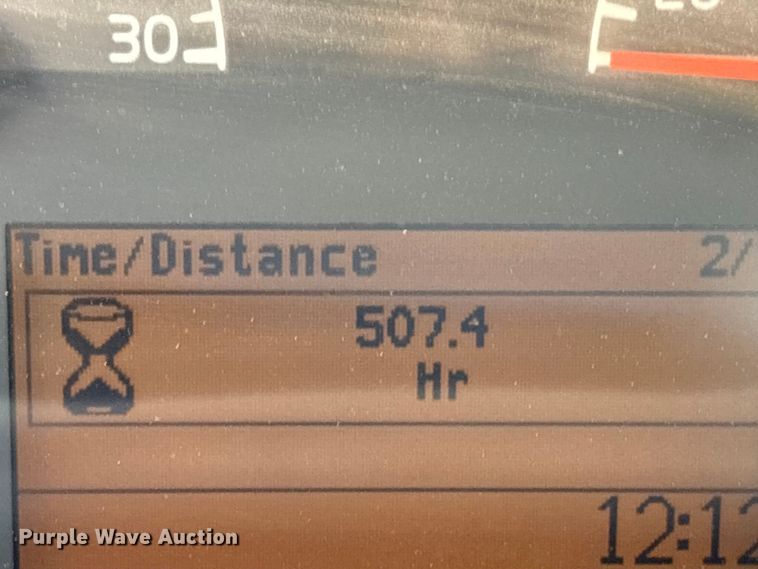 30
Time/Distance 2/
507.4
Hr
12:12
Purple Wave Auction